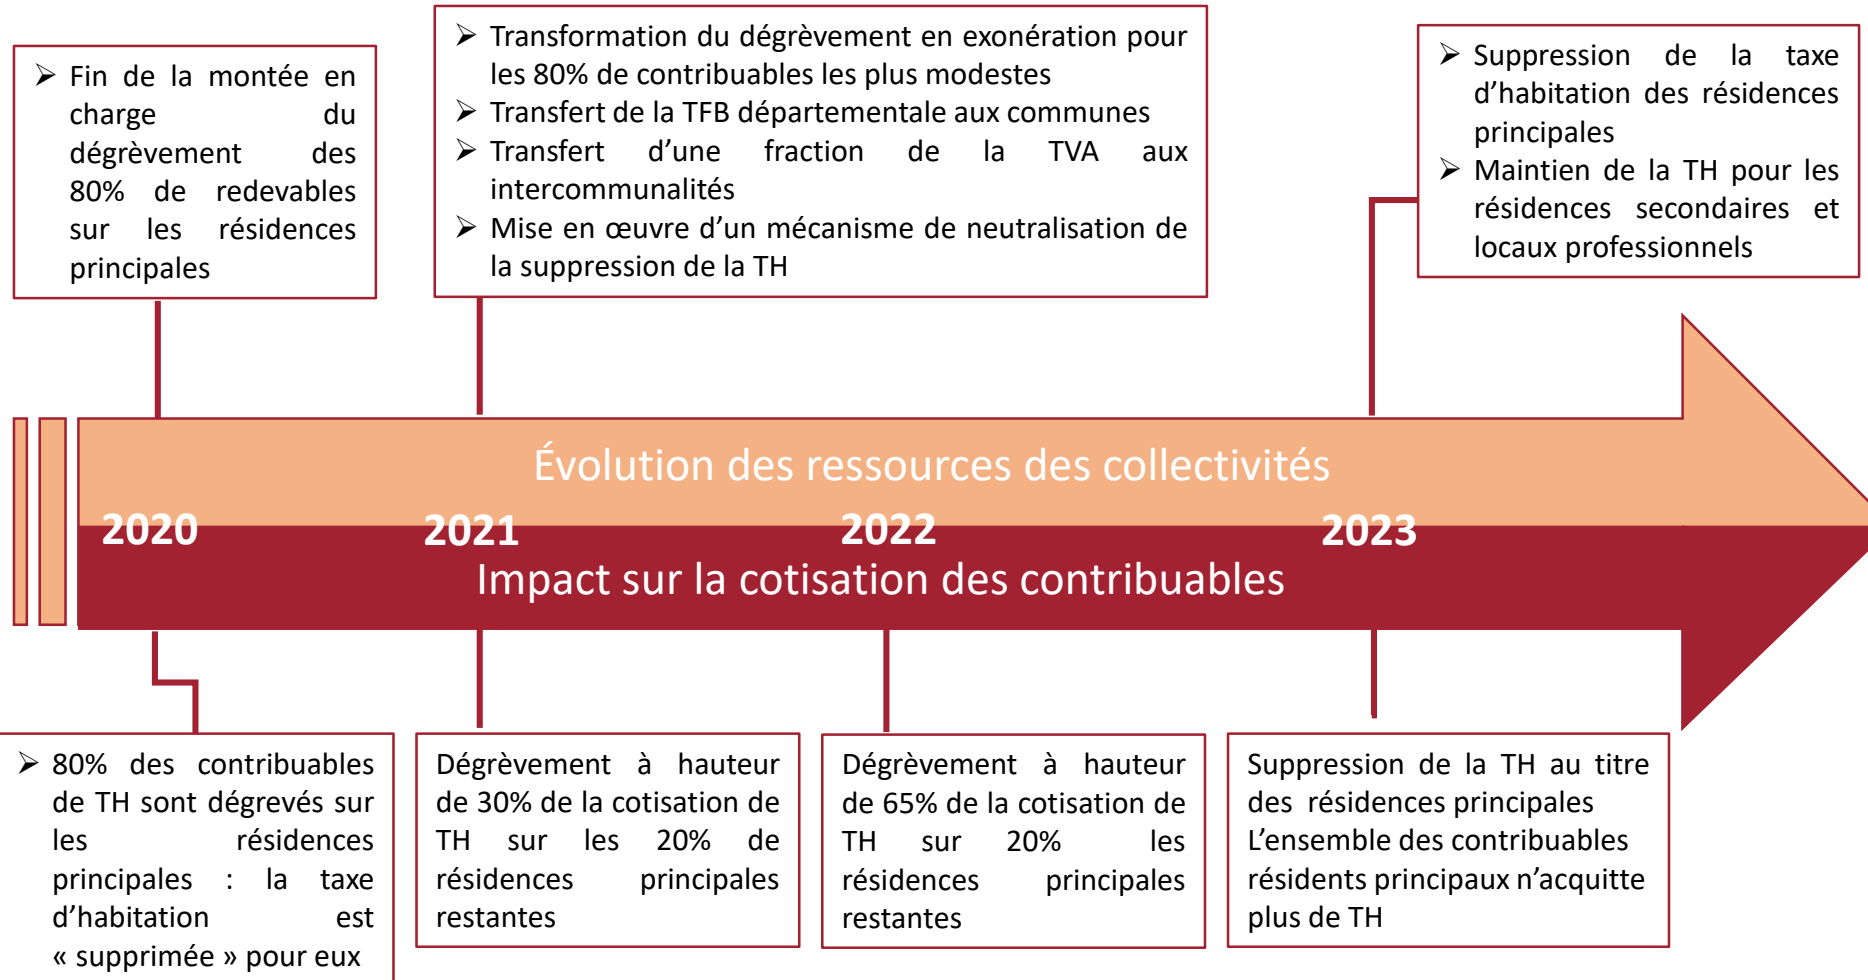 ➢ Fin de la montée en
charge du
dégrèvement des
80% de redevables
sur les résidences
principales
➢ Transformation du dégrèvement en exonération pour
les 80% de contribuables les plus modestes
➢ Transfert de la TFB départementale aux communes
➢ Transfert d'une fraction de la TVA aux
intercommunalités
➢ Mise en œuvre d'un mécanisme de neutralisation de
la suppression de la TH
➢ Suppression de la taxe
d'habitation des résidences
principales
➢ Maintien de la TH pour les
résidences secondaires et
locaux professionnels
Évolution des ressources des collectivités
2020
2021
2022
2023
Impact sur la cotisation des contribuables
➢ 80% des contribuables
de TH sont dégrevés sur
les résidences
principales : la taxe
d'habitation est
« supprimée » pour eux
Dégrèvement à hauteur
de 30% de la cotisation de
TH sur les 20% de
résidences principales
restantes
Dégrèvement à hauteur
de 65% de la cotisation de
TH sur 20% les
résidences principales
restantes
Suppression de la TH au titre
des résidences principales
L'ensemble des contribuables
résidents principaux n'acquitte
plus de TH